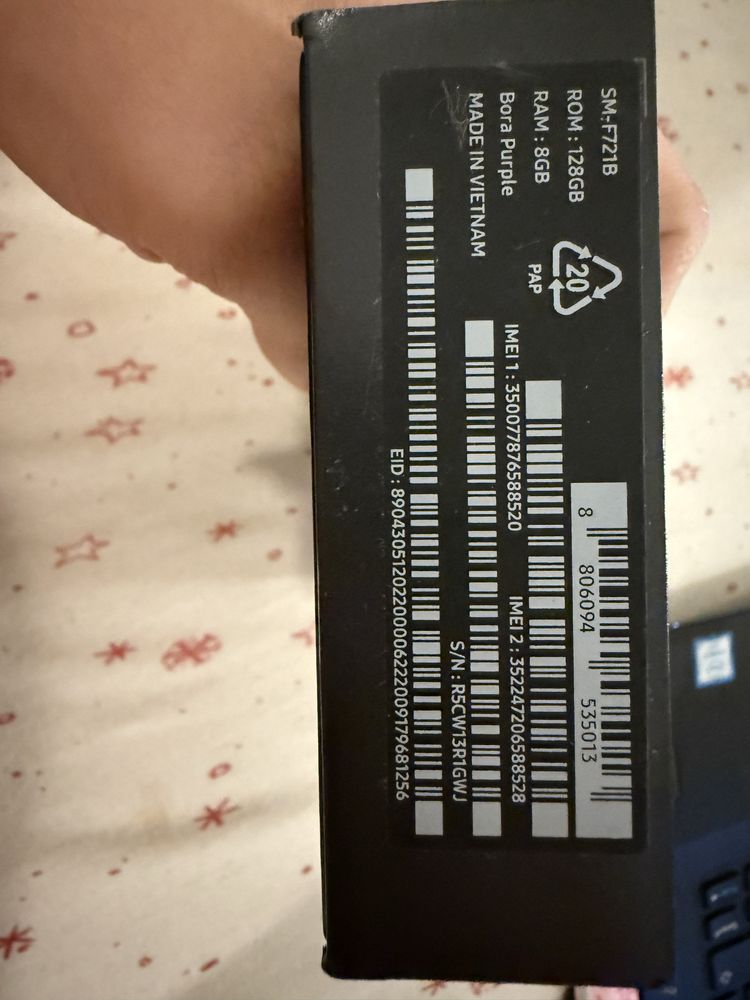 SM-F721B
ROM : 128GB
RAM : 8GB
Bora Purple
MADE IN VIETNAM
20
PAP
8 806094 535013
IMEI 1 : 350077876588520
IMEI 2 : 352247206588528
S/N : R5CW13R1GWJ
EID : 89043051202200006222009179681256